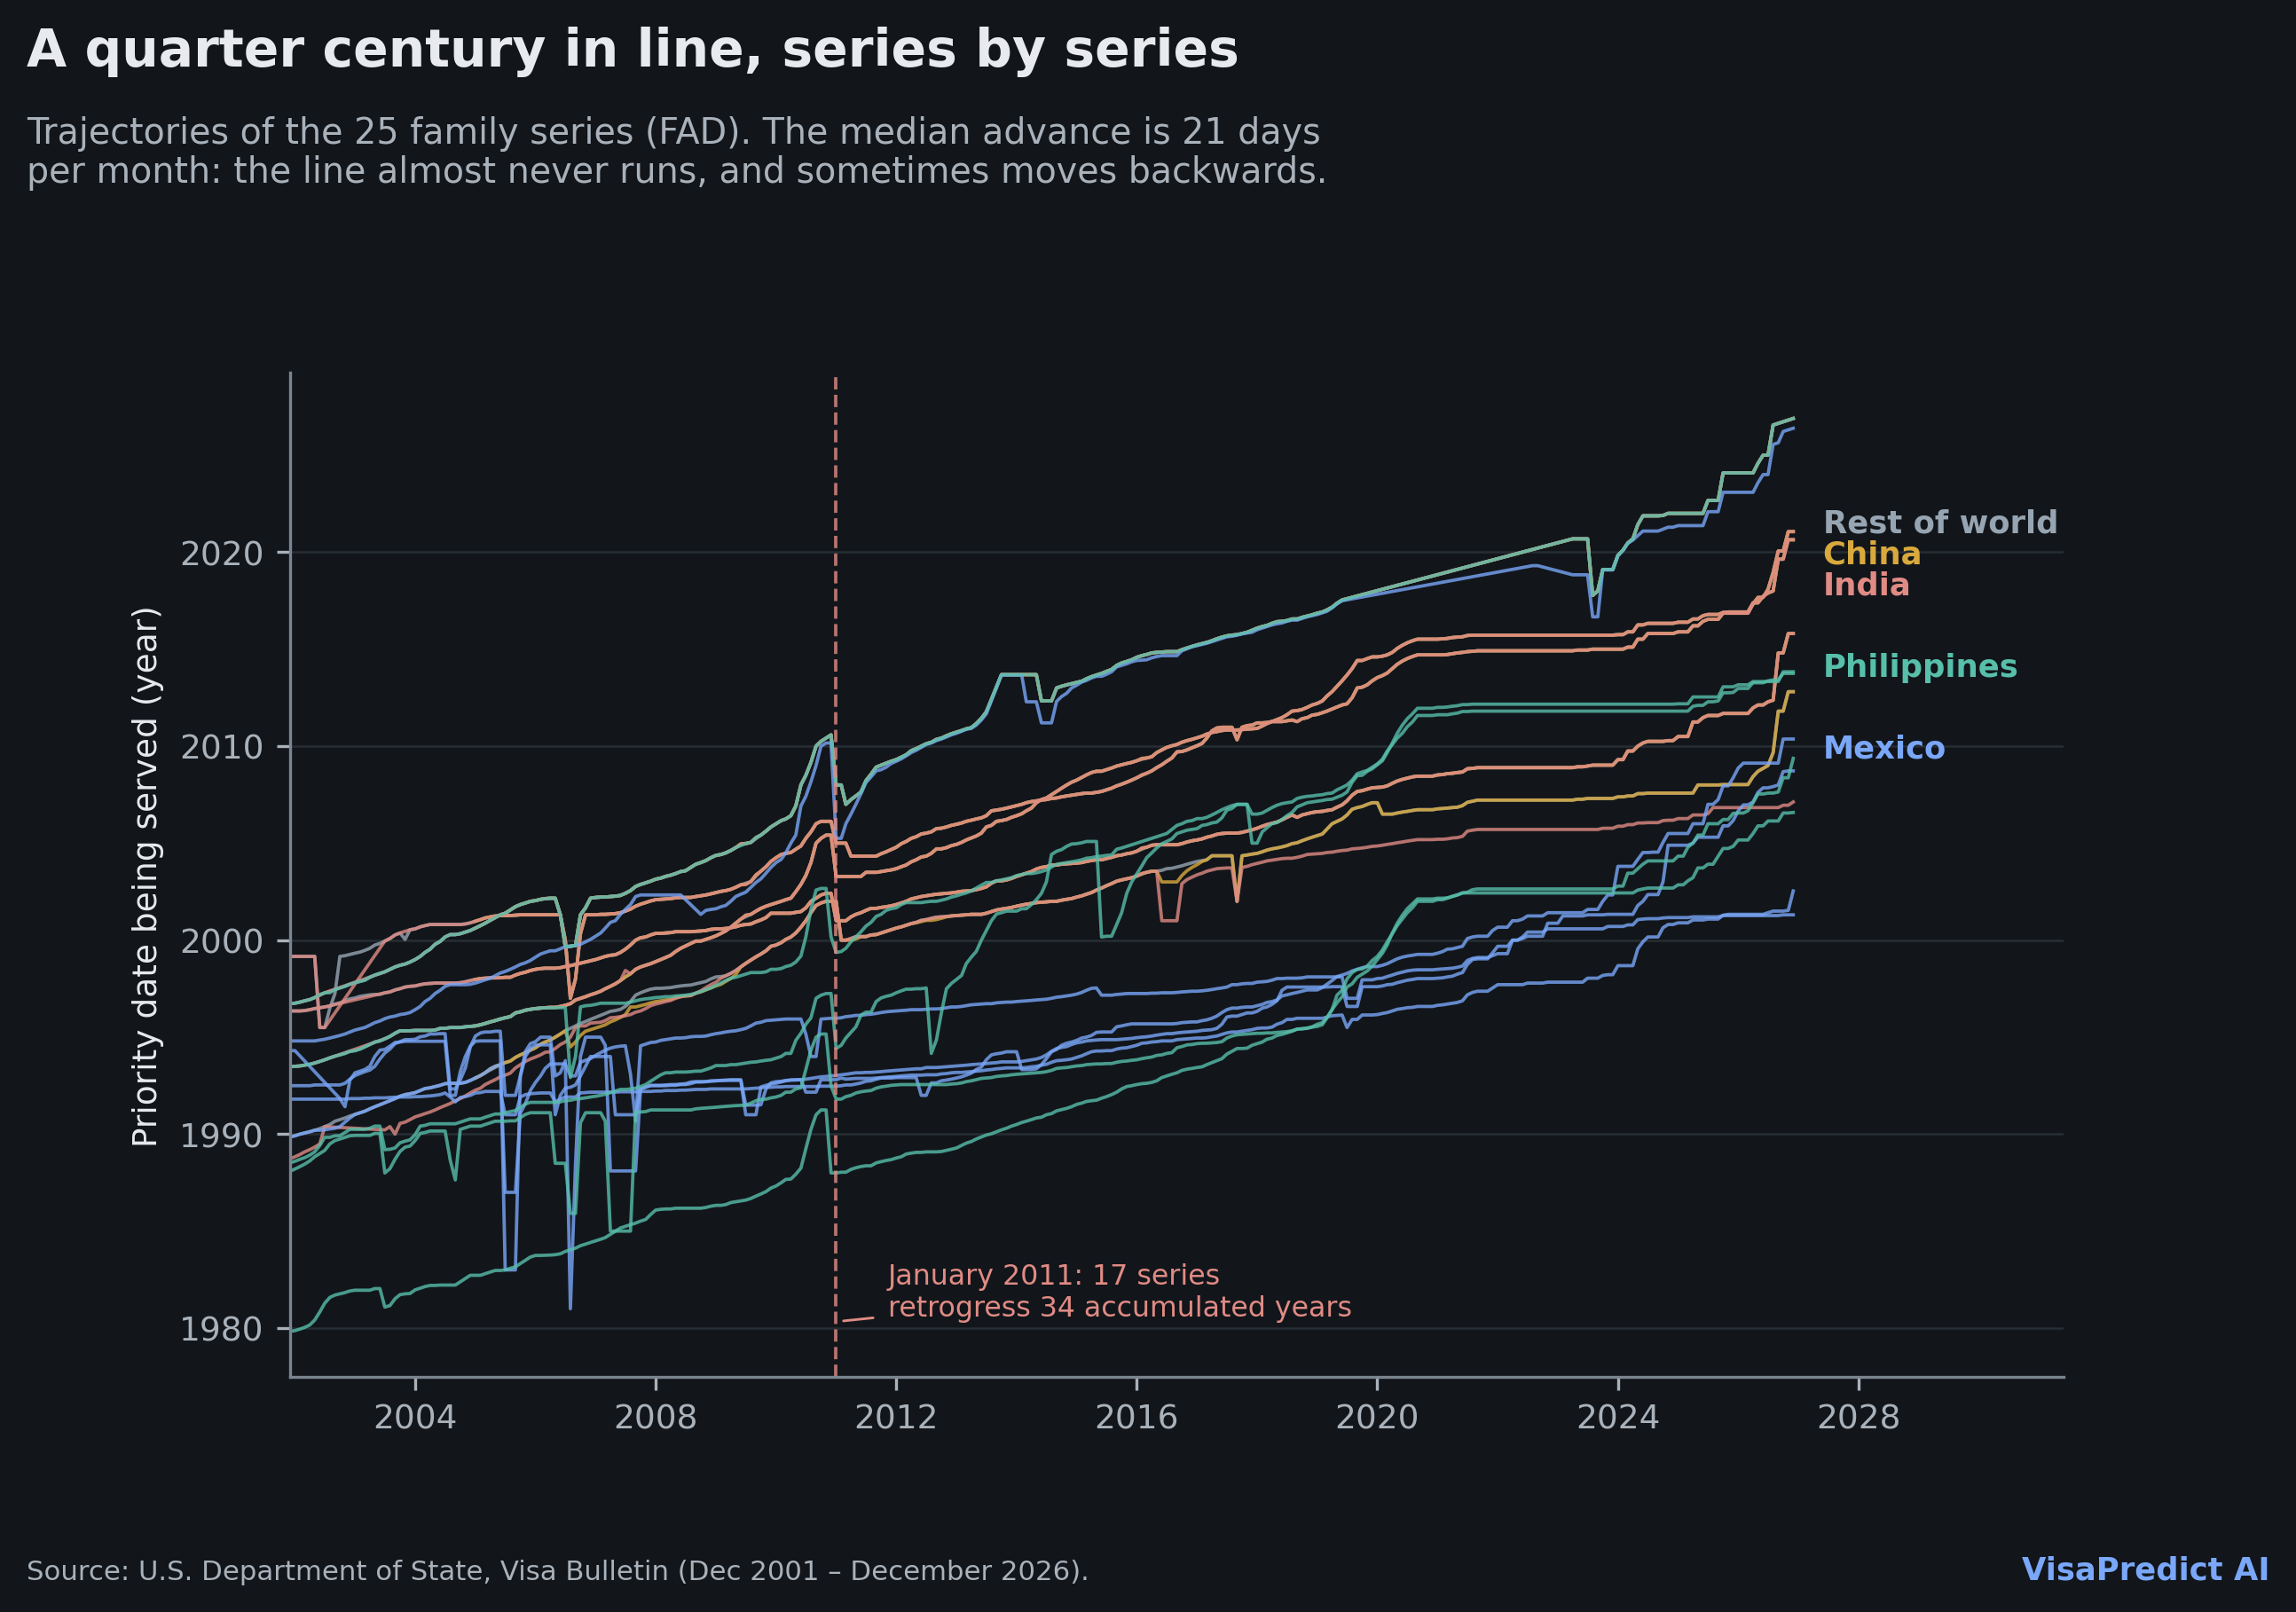 A quarter century in line, series by series
Trajectories of the 25 family series (FAD). The median advance is 21 days
per month: the line almost never runs, and sometimes moves backwards.
Priority date being served (year)
2020
2010
2000
1990
1980
Rest of world
China
India
Philippines
Mexico
January 2011: 17 series
retrogress 34 accumulated years
2004
2008
2012
2016
2020
2024
2028
Source: U.S. Department of State, Visa Bulletin (Dec 2001 – December 2026).
VisaPredict AI